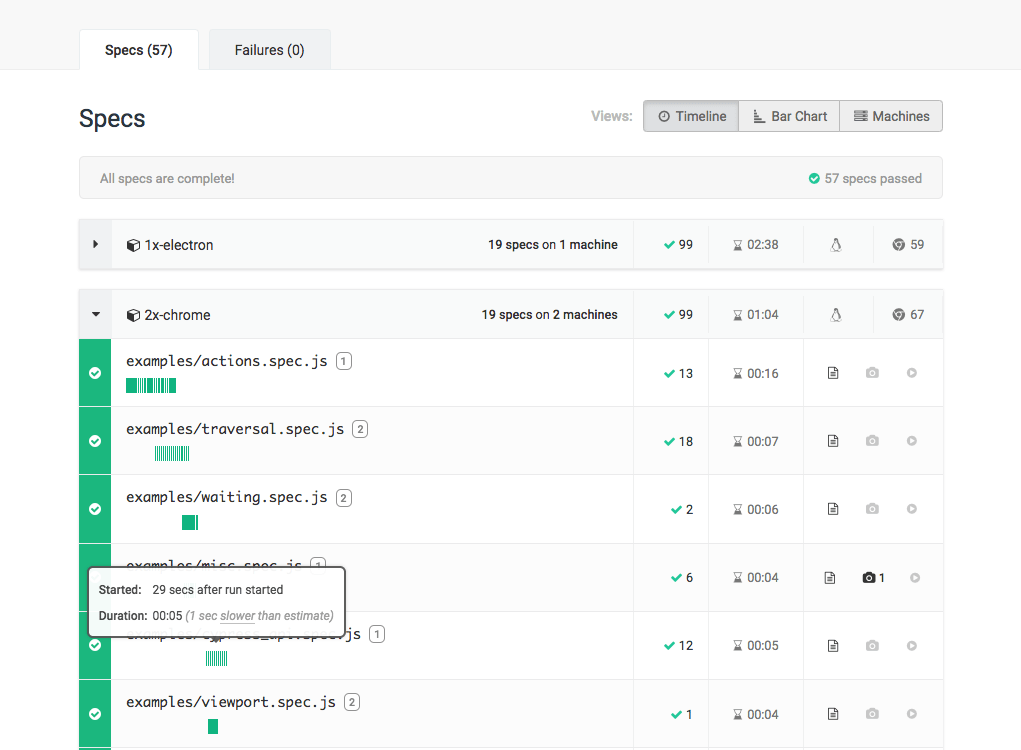 Specs (57) Failures (0)
Specs Views: Timeline Bar Chart Machines
All specs are complete! 57 specs passed
1x-electron 19 specs on 1 machine 99 02:38 59
2x-chrome 19 specs on 2 machines 99 01:04 67
examples/actions.spec.js 1 13 00:16
examples/traversal.spec.js 2 18 00:07
examples/waiting.spec.js 2 2 00:06
examples/misc.spec.js 1 6 00:04 1
Started: 29 secs after run started
Duration: 00:05 (1 sec slower than estimate)
1 12 00:05
examples/viewport.spec.js 2 1 00:04